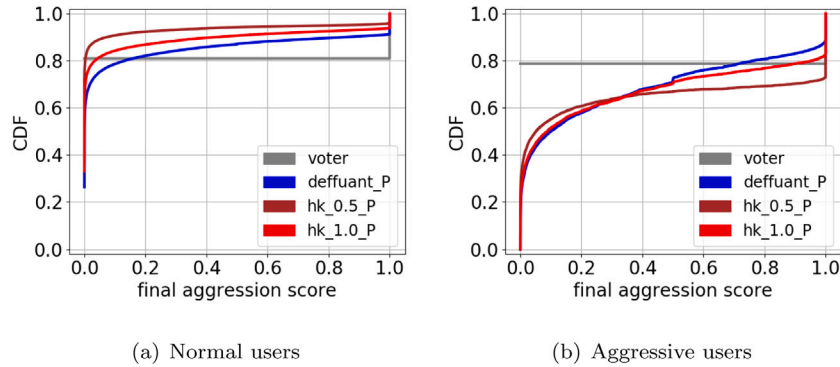 CDF
1.0
0.8
0.6
0.4
0.2
0.0
voter
deffuant_P
hk_0.5_P
hk_1.0_P
0.0 0.2 0.4 0.6 0.8 1.0
final aggression score
(a) Normal users
CDF
1.0
0.8
0.6
0.4
0.2
0.0
voter
deffuant_P
hk_0.5_P
hk_1.0_P
0.0 0.2 0.4 0.6 0.8 1.0
final aggression score
(b) Aggressive users